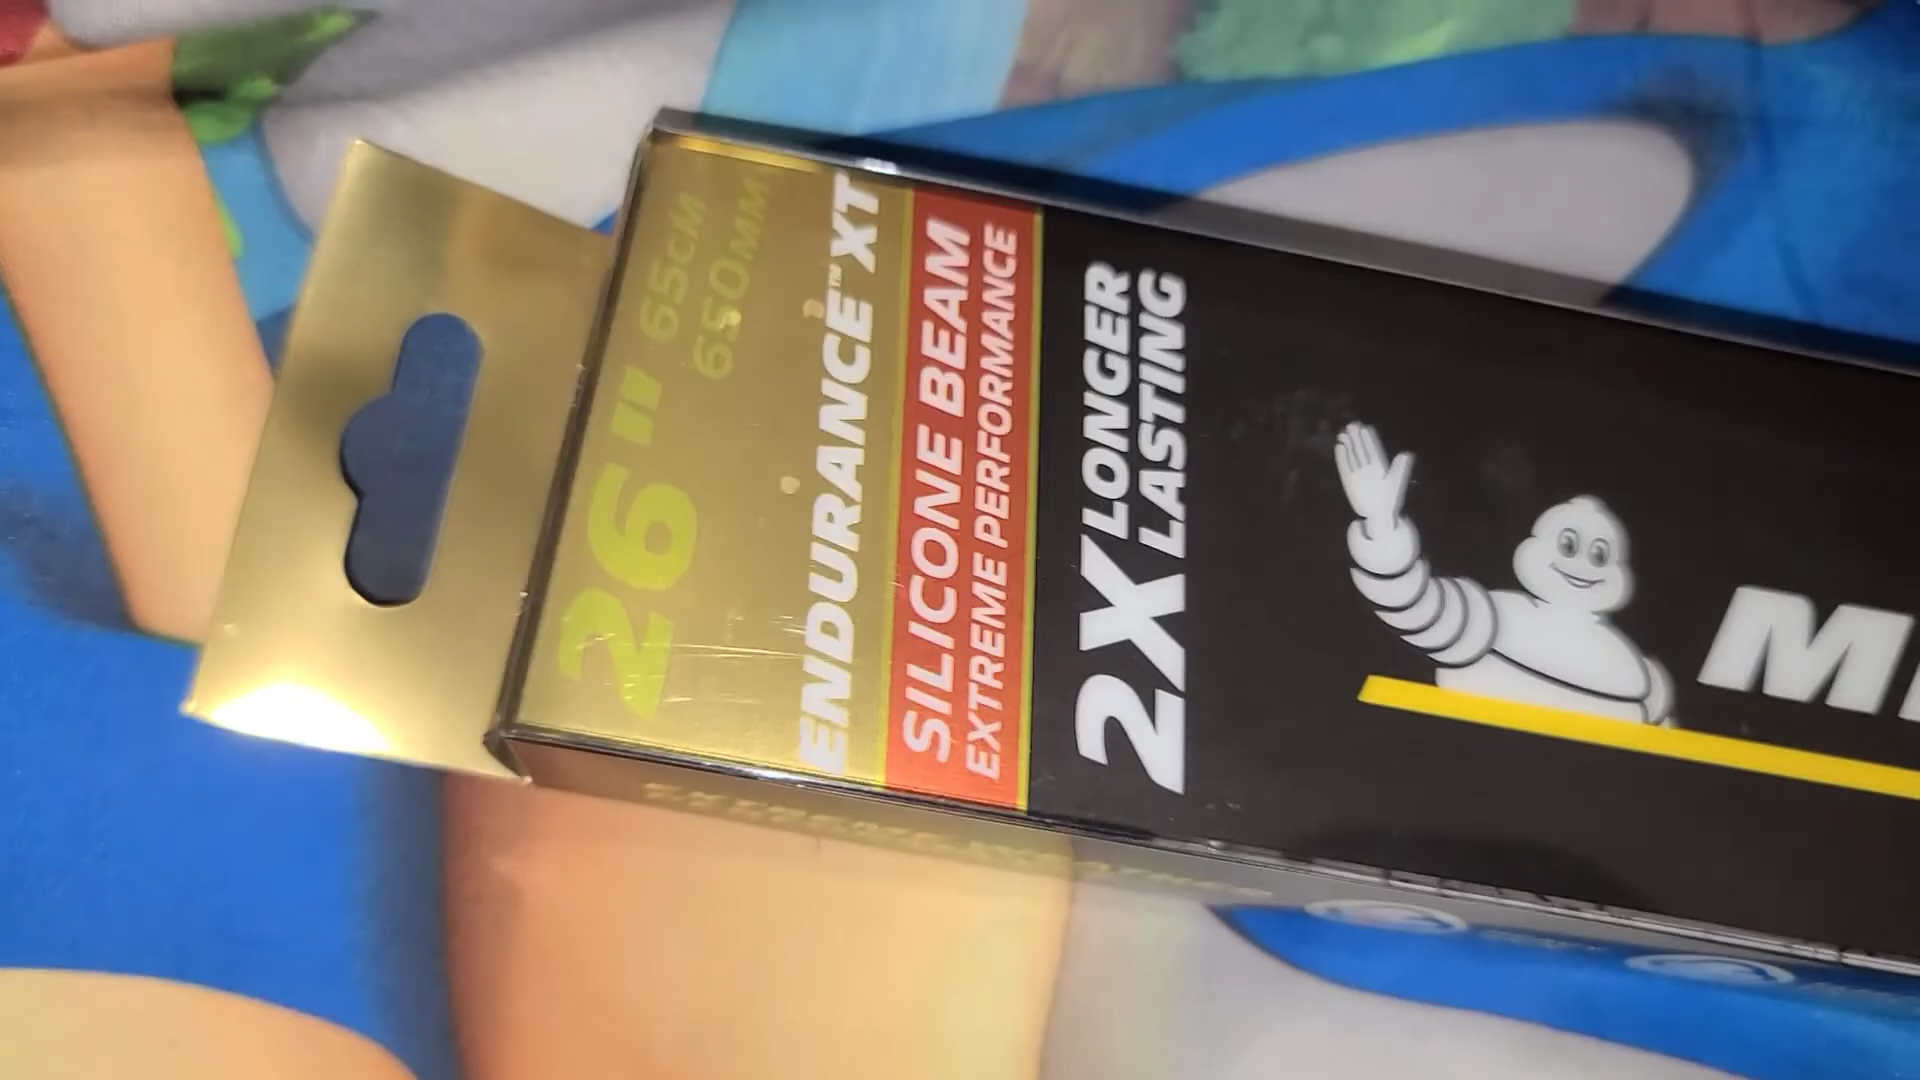 26" 65CM
650MM
ENDURANCE™ XT
SILICONE BEAM
EXTREME PERFORMANCE
2X LONGER
LASTING